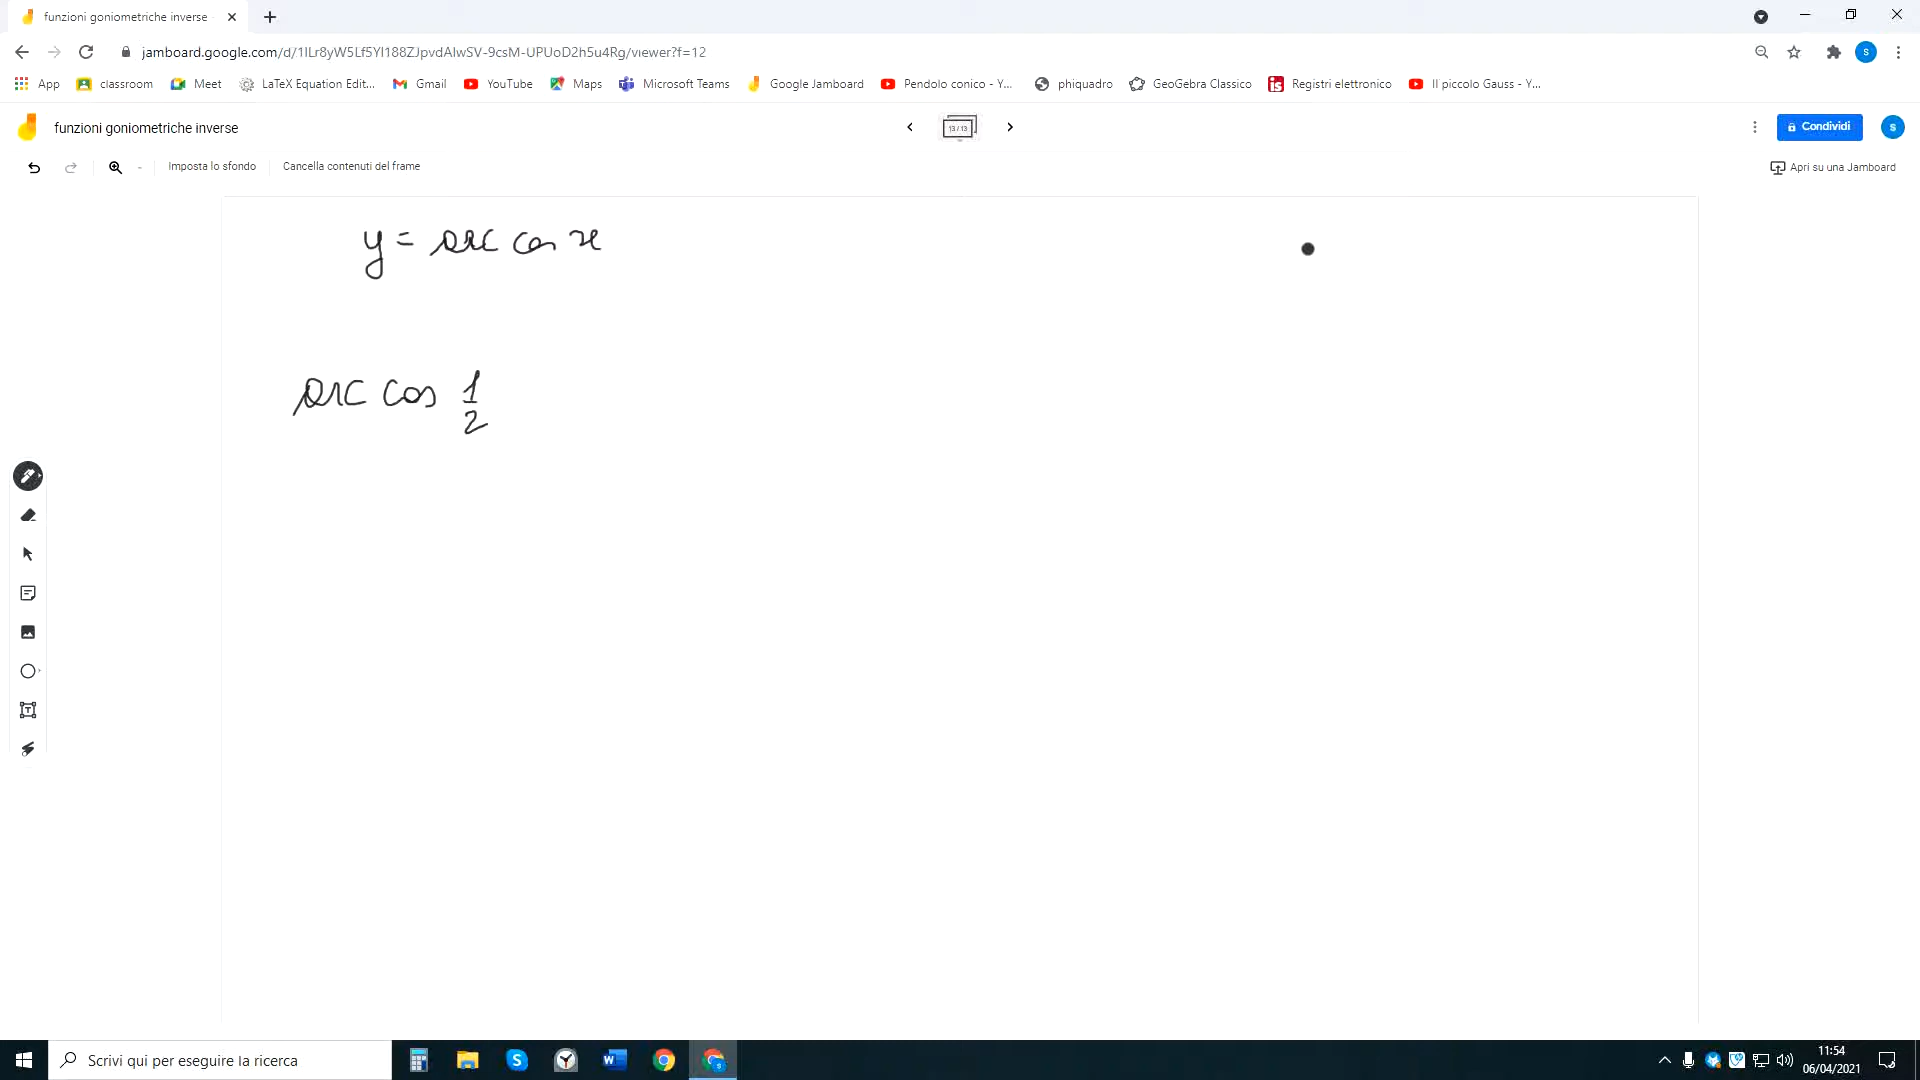 funzioni goniometriche inverse
jamboard.google.com/d/1ILr8yW5Lf5Yl188ZJpvdAlwSV-9csM-UPUoD2h5u4Rg/viewer?f=12
S
App classroom Meet LaTeX Equation Edit... Gmail YouTube Maps Microsoft Teams Google Jamboard Pendolo conico - Y... phiquadro GeoGebra Classico Registri elettronico Il piccolo Gauss - Y...
funzioni goniometriche inverse
13 / 13
Condividi
S
Imposta lo sfondo Cancella contenuti del frame
Apri su una Jamboard
y = arc cos x
arc cos 1/2
Scrivi qui per eseguire la ricerca
11:54
06/04/2021